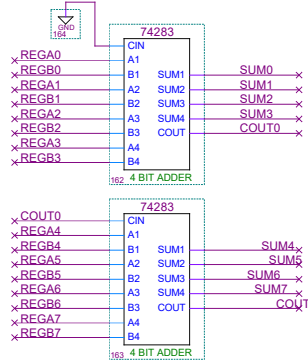 GND
164
74283
CIN
REGA0 A1
REGB0 B1 SUM1 SUM0
REGA1 A2 SUM2 SUM1
REGB1 B2 SUM3 SUM2
REGA2 A3 SUM4 SUM3
REGB2 B3 COUT COUT0
REGA3 A4
REGB3 B4
162 4 BIT ADDER
74283
COUT0 CIN
REGA4 A1
REGB4 B1 SUM1 SUM4
REGA5 A2 SUM2 SUM5
REGB5 B2 SUM3 SUM6
REGA6 A3 SUM4 SUM7
REGB6 B3 COUT COUT
REGA7 A4
REGB7 B4
163 4 BIT ADDER